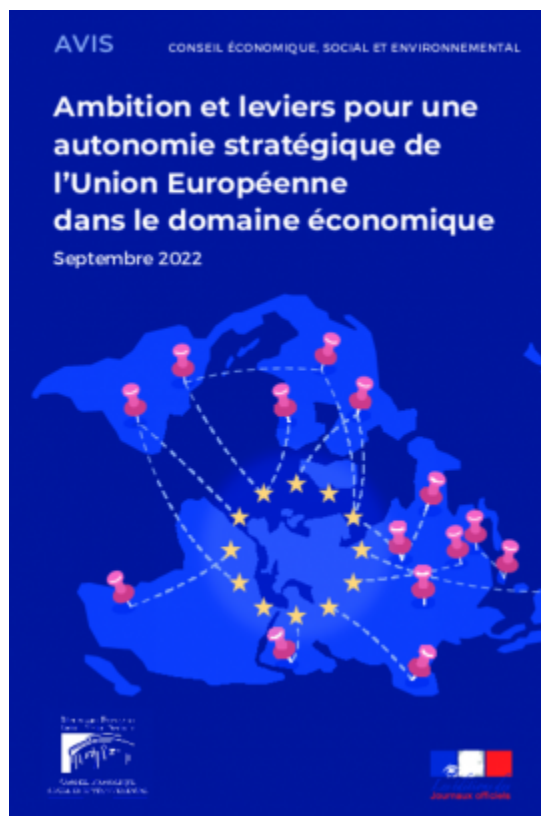 AVIS
CONSEIL ÉCONOMIQUE, SOCIAL ET ENVIRONNEMENTAL
Ambition et leviers pour une
autonomie stratégique de
l’Union Européenne
dans le domaine économique
Septembre 2022
Journaux officiels